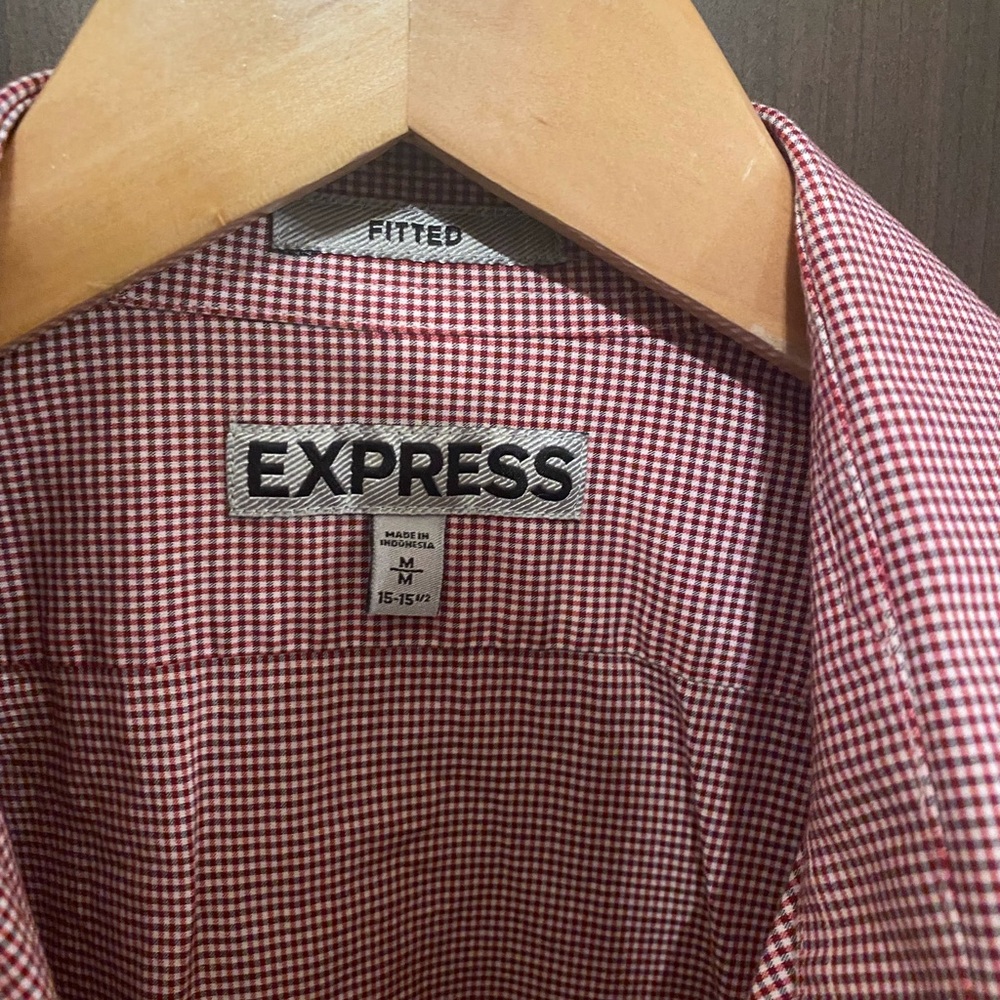 FITTED
EXPRESS
MADE IN
INDONESIA
M
M
15-15 1/2